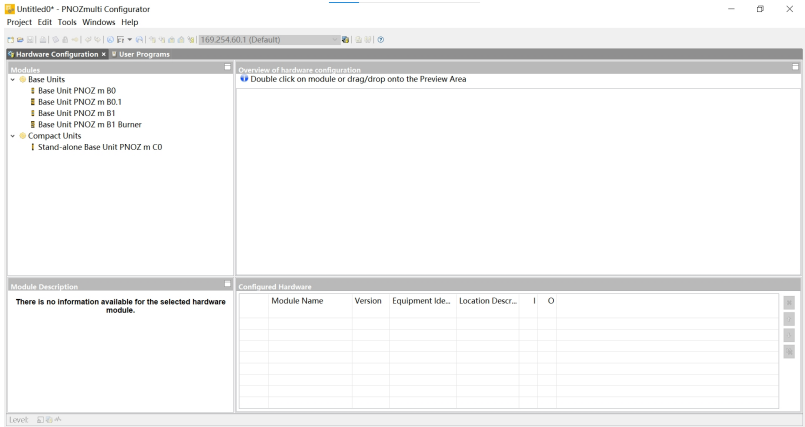 Untitled0* - PNOZmulti Configurator
Project Edit Tools Windows Help
169.254.60.1 (Default)
Hardware Configuration × User Programs
Modules
Base Units
Base Unit PNOZ m B0
Base Unit PNOZ m B0.1
Base Unit PNOZ m B1
Base Unit PNOZ m B1 Burner
Compact Units
Stand-alone Base Unit PNOZ m C0
Overview of hardware configuration
Double click on module or drag/drop onto the Preview Area
Module Description
There is no information available for the selected hardware
module.
Configured Hardware
Module Name Version Equipment Ide... Location Descr... I O
Level: